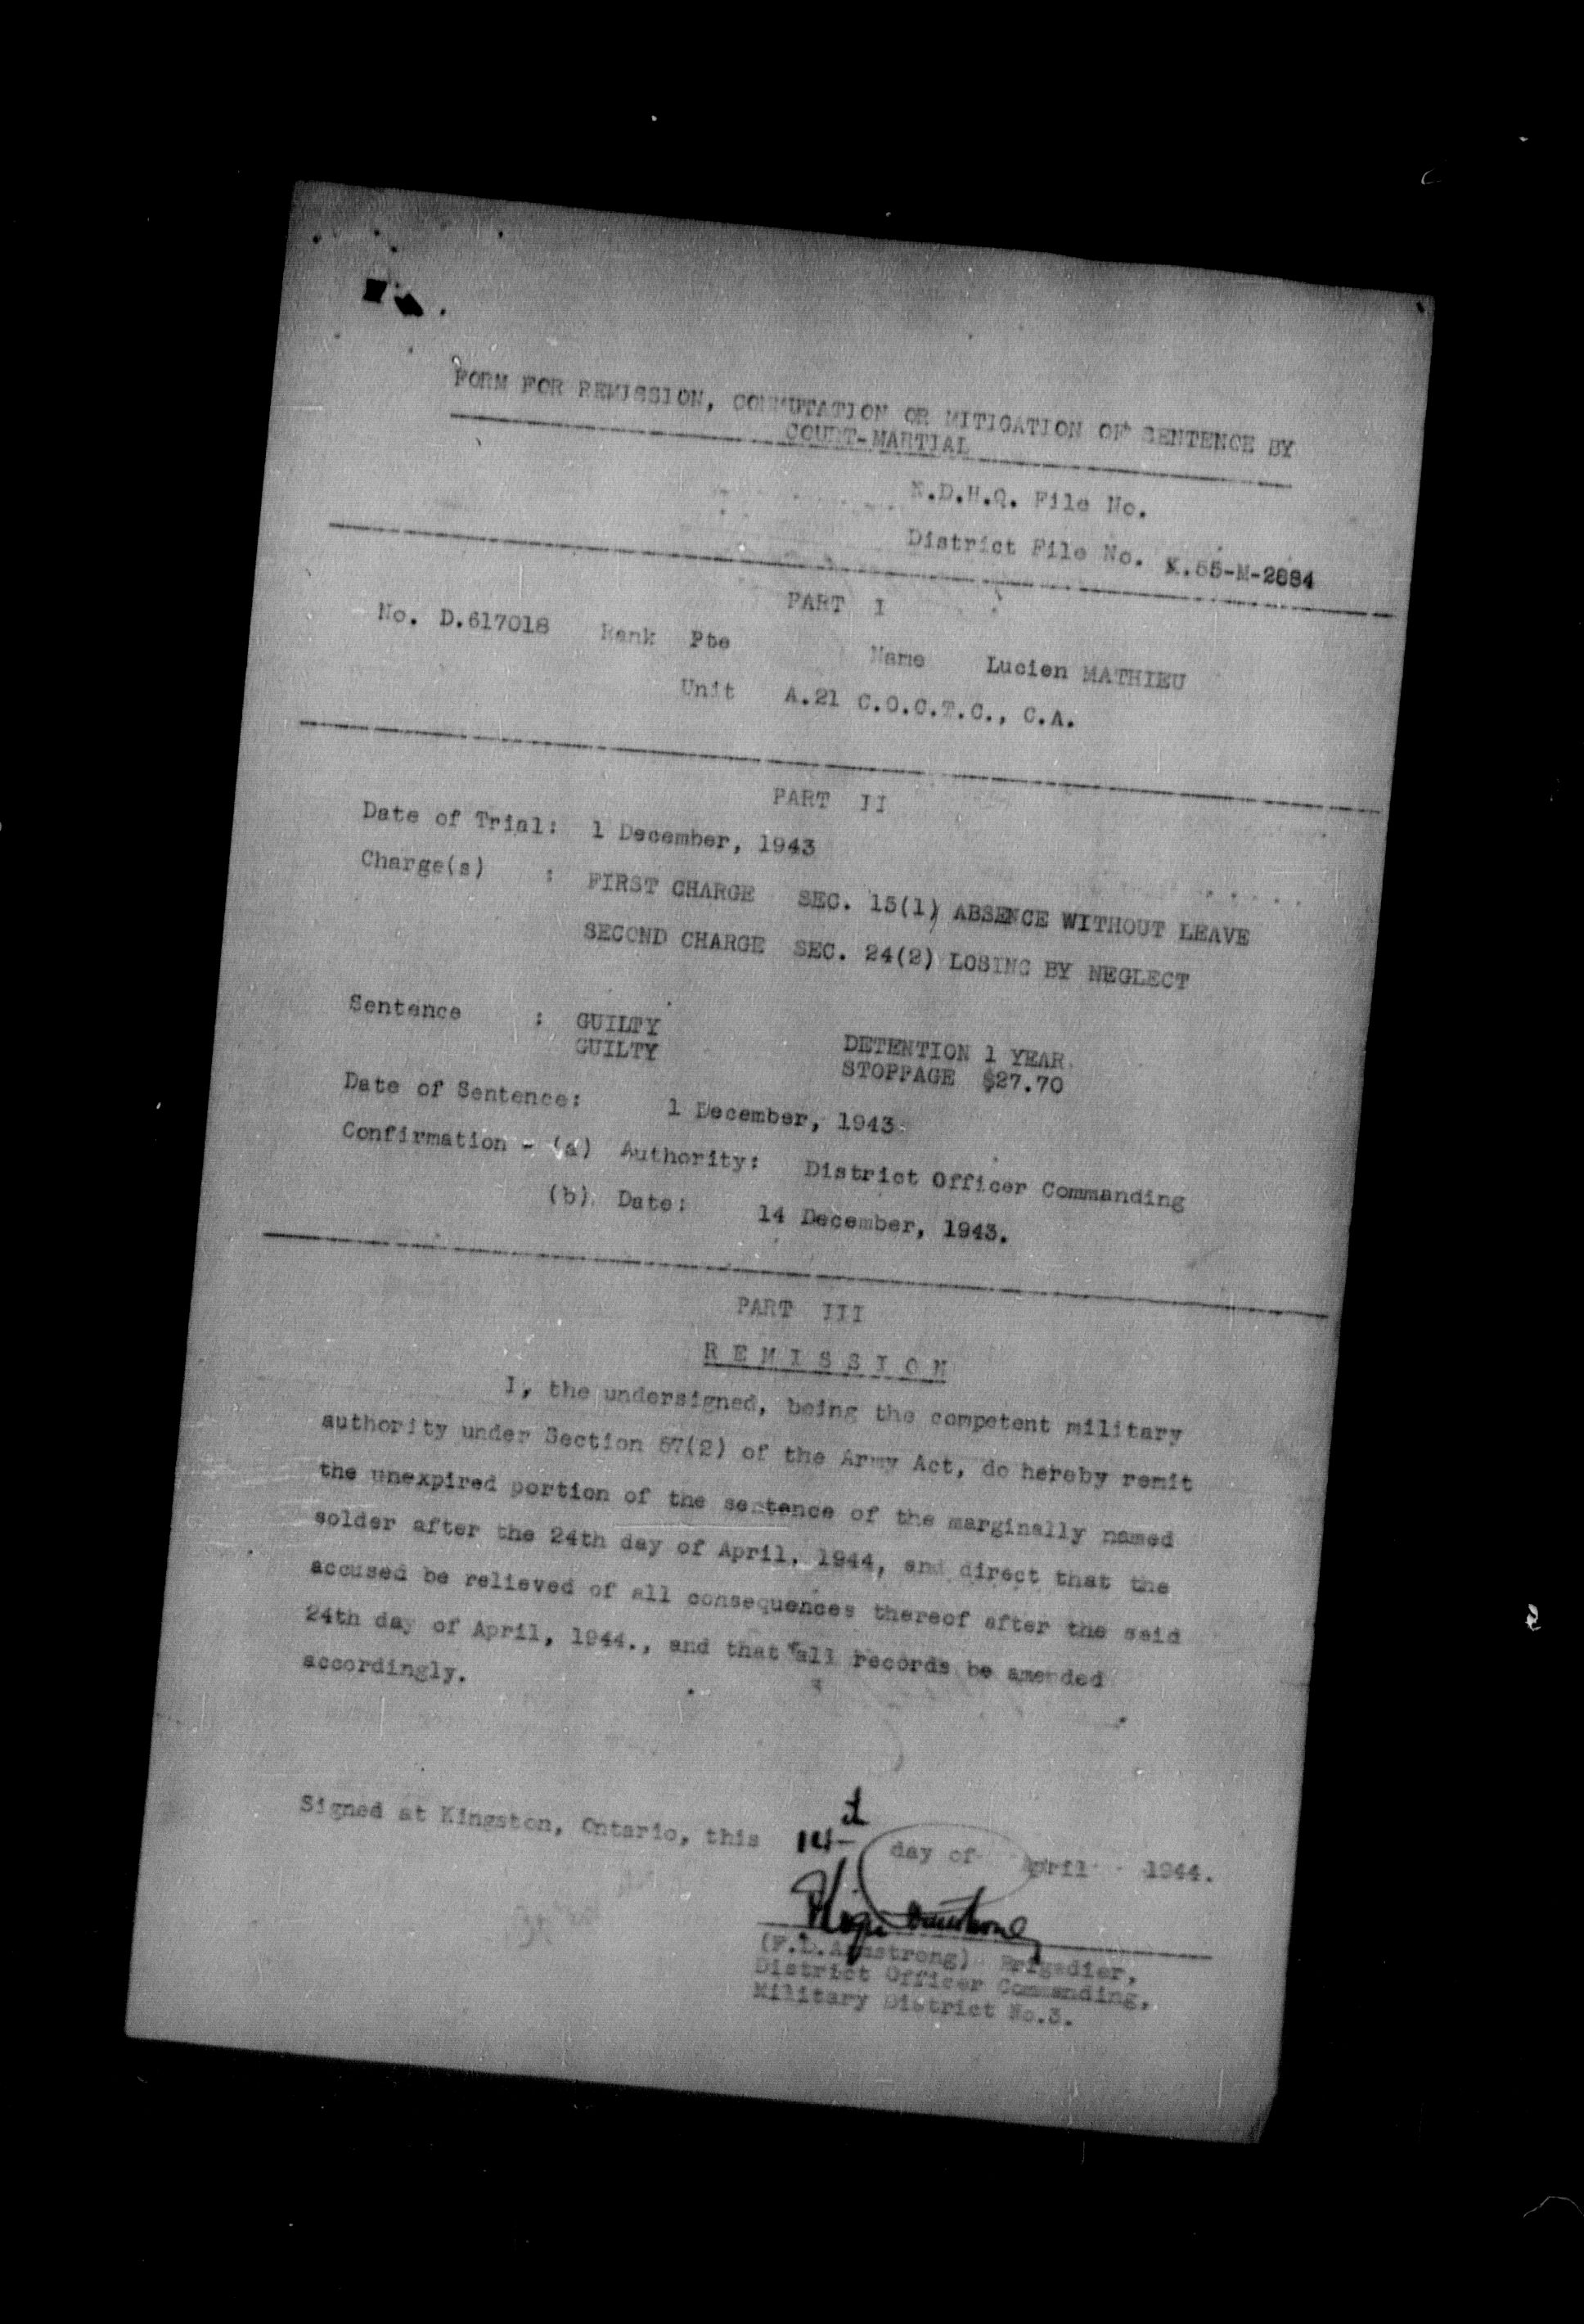 FORM FOR REMISSION, COMMUTATION OR MITIGATION OF SENTENCE BY
COURT-MARTIAL
N.D.H.Q. File No.
District File No. K.55-M-2884
PART I
No. D.617018 Rank Pte Name Lucien MATHIEU
Unit A.21 C.O.C.T.C., C.A.
PART II
Date of Trial: 1 December, 1943
Charge(s) : FIRST CHARGE SEC. 15(1) ABSENCE WITHOUT LEAVE
SECOND CHARGE SEC. 24(2) LOSING BY NEGLECT
Sentence : GUILTY DETENTION 1 YEAR
GUILTY STOPPAGE $27.70
Date of Sentence: 1 December, 1943
Confirmation - (a) Authority: District Officer Commanding
(b) Date: 14 December, 1943.
PART III
REMISSION
I, the undersigned, being the competent military
authority under Section 57(2) of the Army Act, do hereby remit
the unexpired portion of the sentence of the marginally named
solder after the 24th day of April, 1944, and direct that the
accused be relieved of all consequences thereof after the said
24th day of April, 1944., and that all records be amended
accordingly.
Signed at Kingston, Ontario, this 14th day of April 1944.
(F.L.Armstrong) Brigadier,
District Officer Commanding,
Military District No.3.